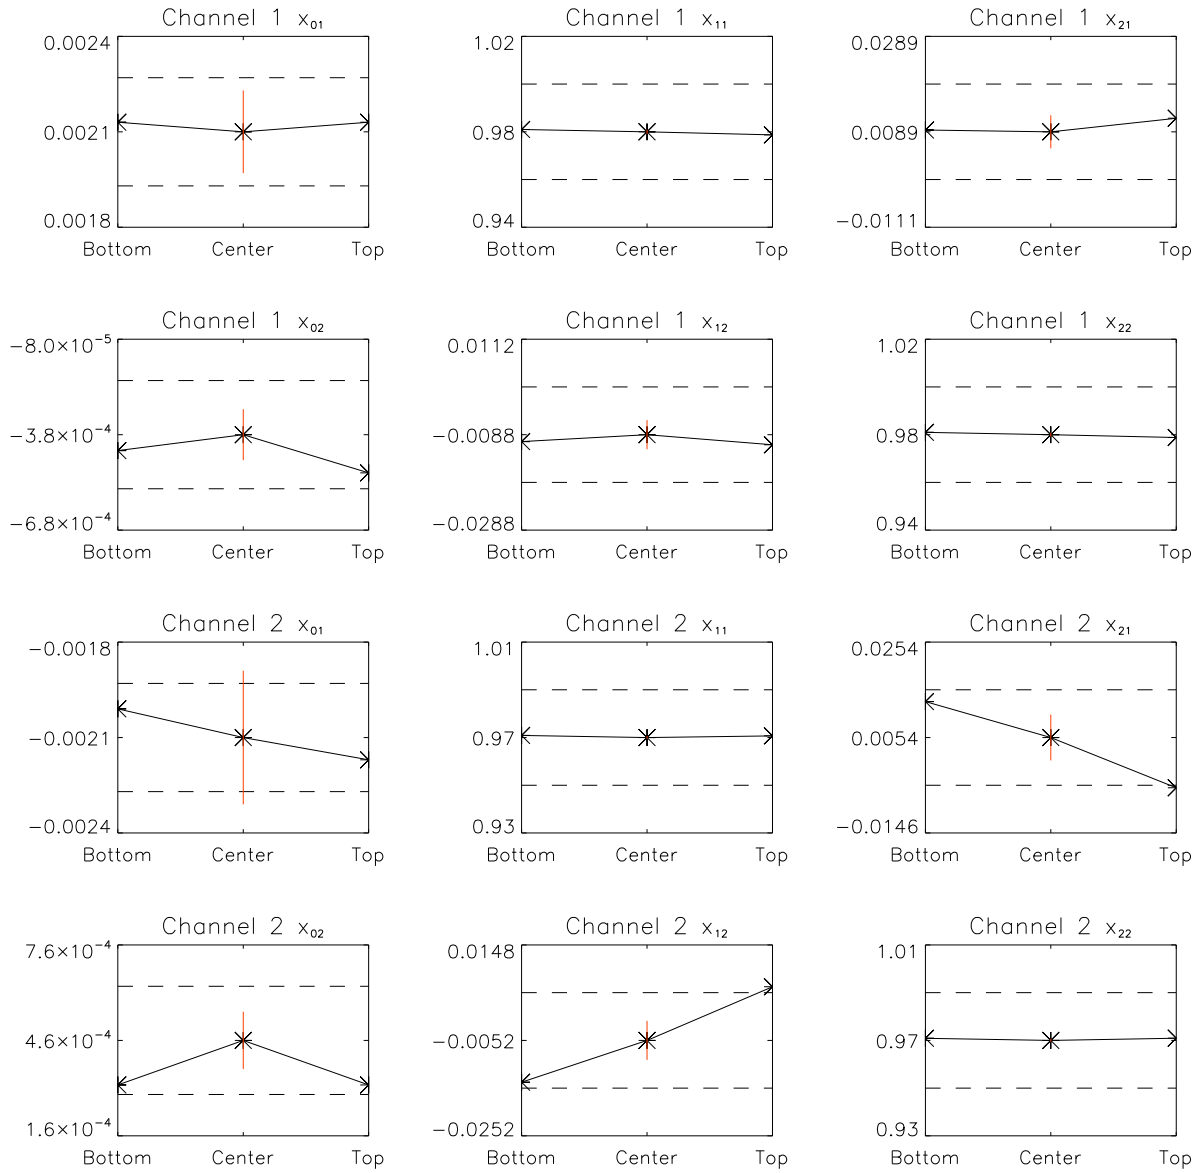 Channel 1 x₀₁
0.0024
0.0021
0.0018
Bottom Center Top
Channel 1 x₁₁
1.02
0.98
0.94
Bottom Center Top
Channel 1 x₂₁
0.0289
0.0089
−0.0111
Bottom Center Top
Channel 1 x₀₂
−8.0×10⁻⁵
−3.8×10⁻⁴
−6.8×10⁻⁴
Bottom Center Top
Channel 1 x₁₂
0.0112
−0.0088
−0.0288
Bottom Center Top
Channel 1 x₂₂
1.02
0.98
0.94
Bottom Center Top
Channel 2 x₀₁
−0.0018
−0.0021
−0.0024
Bottom Center Top
Channel 2 x₁₁
1.01
0.97
0.93
Bottom Center Top
Channel 2 x₂₁
0.0254
0.0054
−0.0146
Bottom Center Top
Channel 2 x₀₂
7.6×10⁻⁴
4.6×10⁻⁴
1.6×10⁻⁴
Bottom Center Top
Channel 2 x₁₂
0.0148
−0.0052
−0.0252
Bottom Center Top
Channel 2 x₂₂
1.01
0.97
0.93
Bottom Center Top